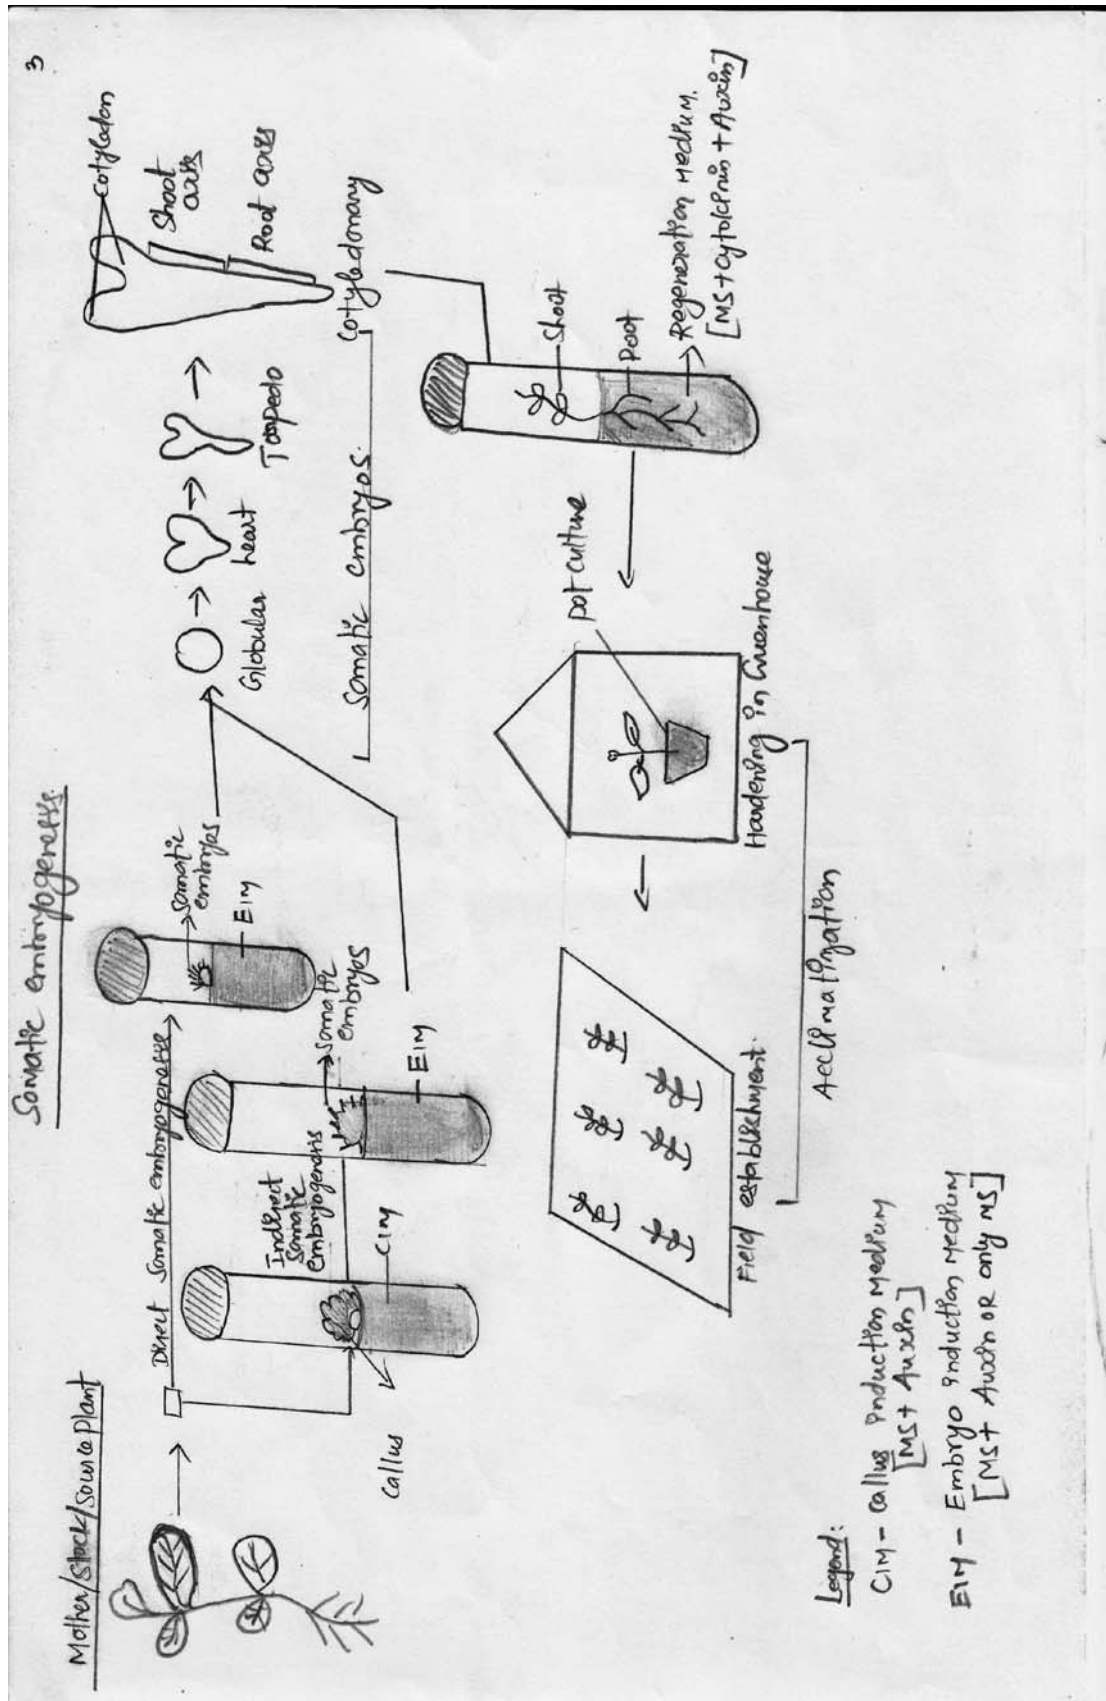 3
Somatic embryogenesis.
Mother/Stock/Source Plant
Direct Somatic embryogenesis
Somatic
embryos
EIM
Indirect
Somatic
embryogenesis
Somatic
embryos
EIM
CIM
Callus
Globular
heart
Torpedo
Cotyledonary
Cotyledon
Shoot
axis
Root axis
Somatic embryos.
Shoot
Root
Regeneration Medium.
[MS+Cytokinin + Auxin]
pot culture
Hardening in Greenhouse
Field establishment.
Acclimatization
Legend:
CIM - Callus induction Medium
[MS+ Auxin]
EIM - Embryo induction Medium
[MS+ Auxin OR only MS]